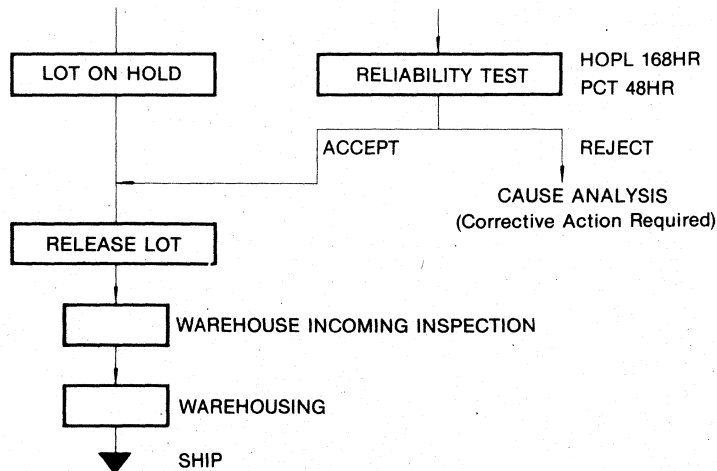 LOT ON HOLD
RELIABILITY TEST
HOPL 168HR
PCT 48HR
ACCEPT
REJECT
CAUSE ANALYSIS
(Corrective Action Required)
RELEASE LOT
WAREHOUSE INCOMING INSPECTION
WAREHOUSING
SHIP